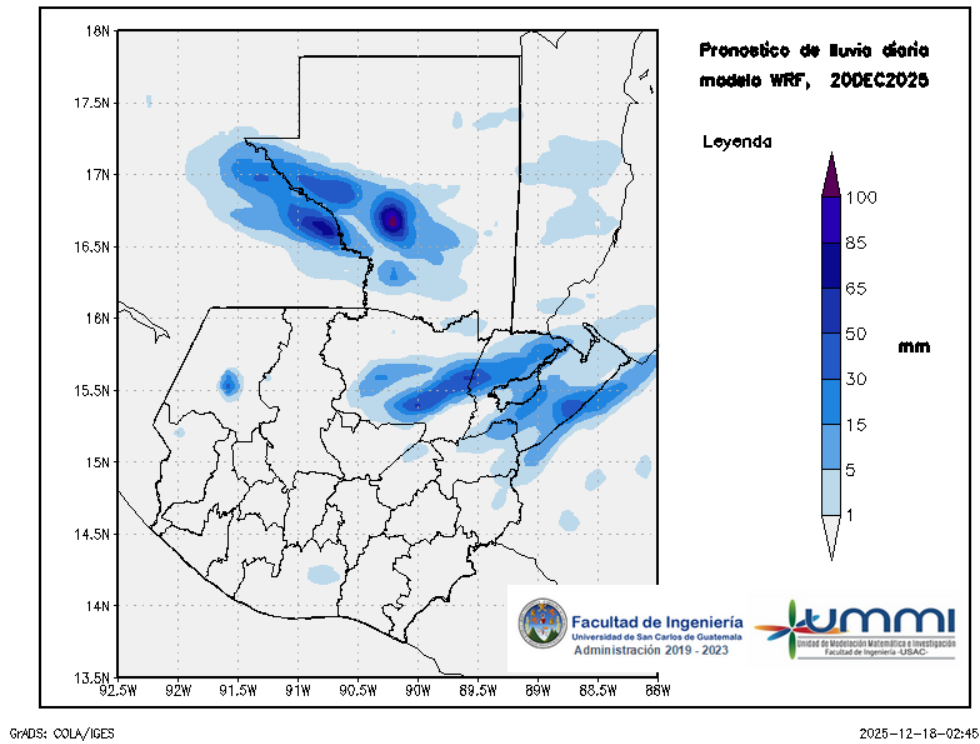 Pronostico de lluvia diaria
modelo WRF, 20DEC2025
Leyenda
100
85
65
50
30
15
5
1
mm
18N
17.5N
17N
16.5N
16N
15.5N
15N
14.5N
14N
13.5N
92.5W 92W 91.5W 91W 90.5W 90W 89.5W 89W 88.5W 88W
Facultad de Ingeniería
Universidad de San Carlos de Guatemala
Administración 2019 - 2023
ummi
Unidad de Modelación Matemática e Investigación
Facultad de Ingeniería -USAC-
GrADS: COLA/IGES
2025-12-18-02:45